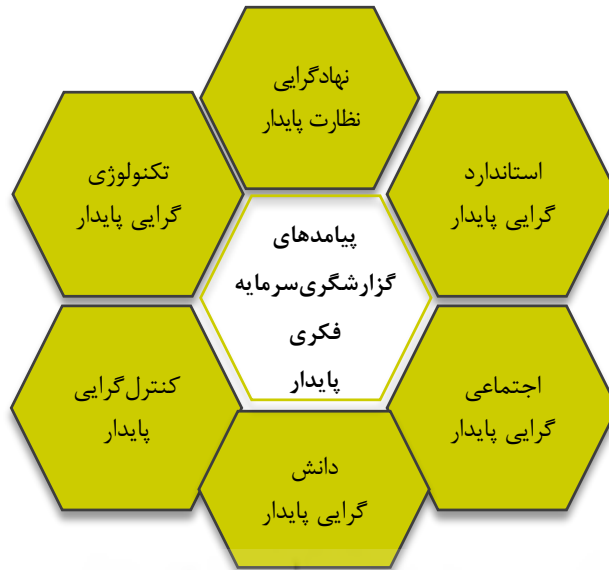 نهادگرایی
نظارت پایدار
استاندارد
گرایی پایدار
تکنولوژی
گرایی پایدار
پیامدهای
گزارشگری‌سرمایه
فکری
پایدار
اجتماعی
گرایی پایدار
کنترل‌گرایی
پایدار
دانش
گرایی پایدار